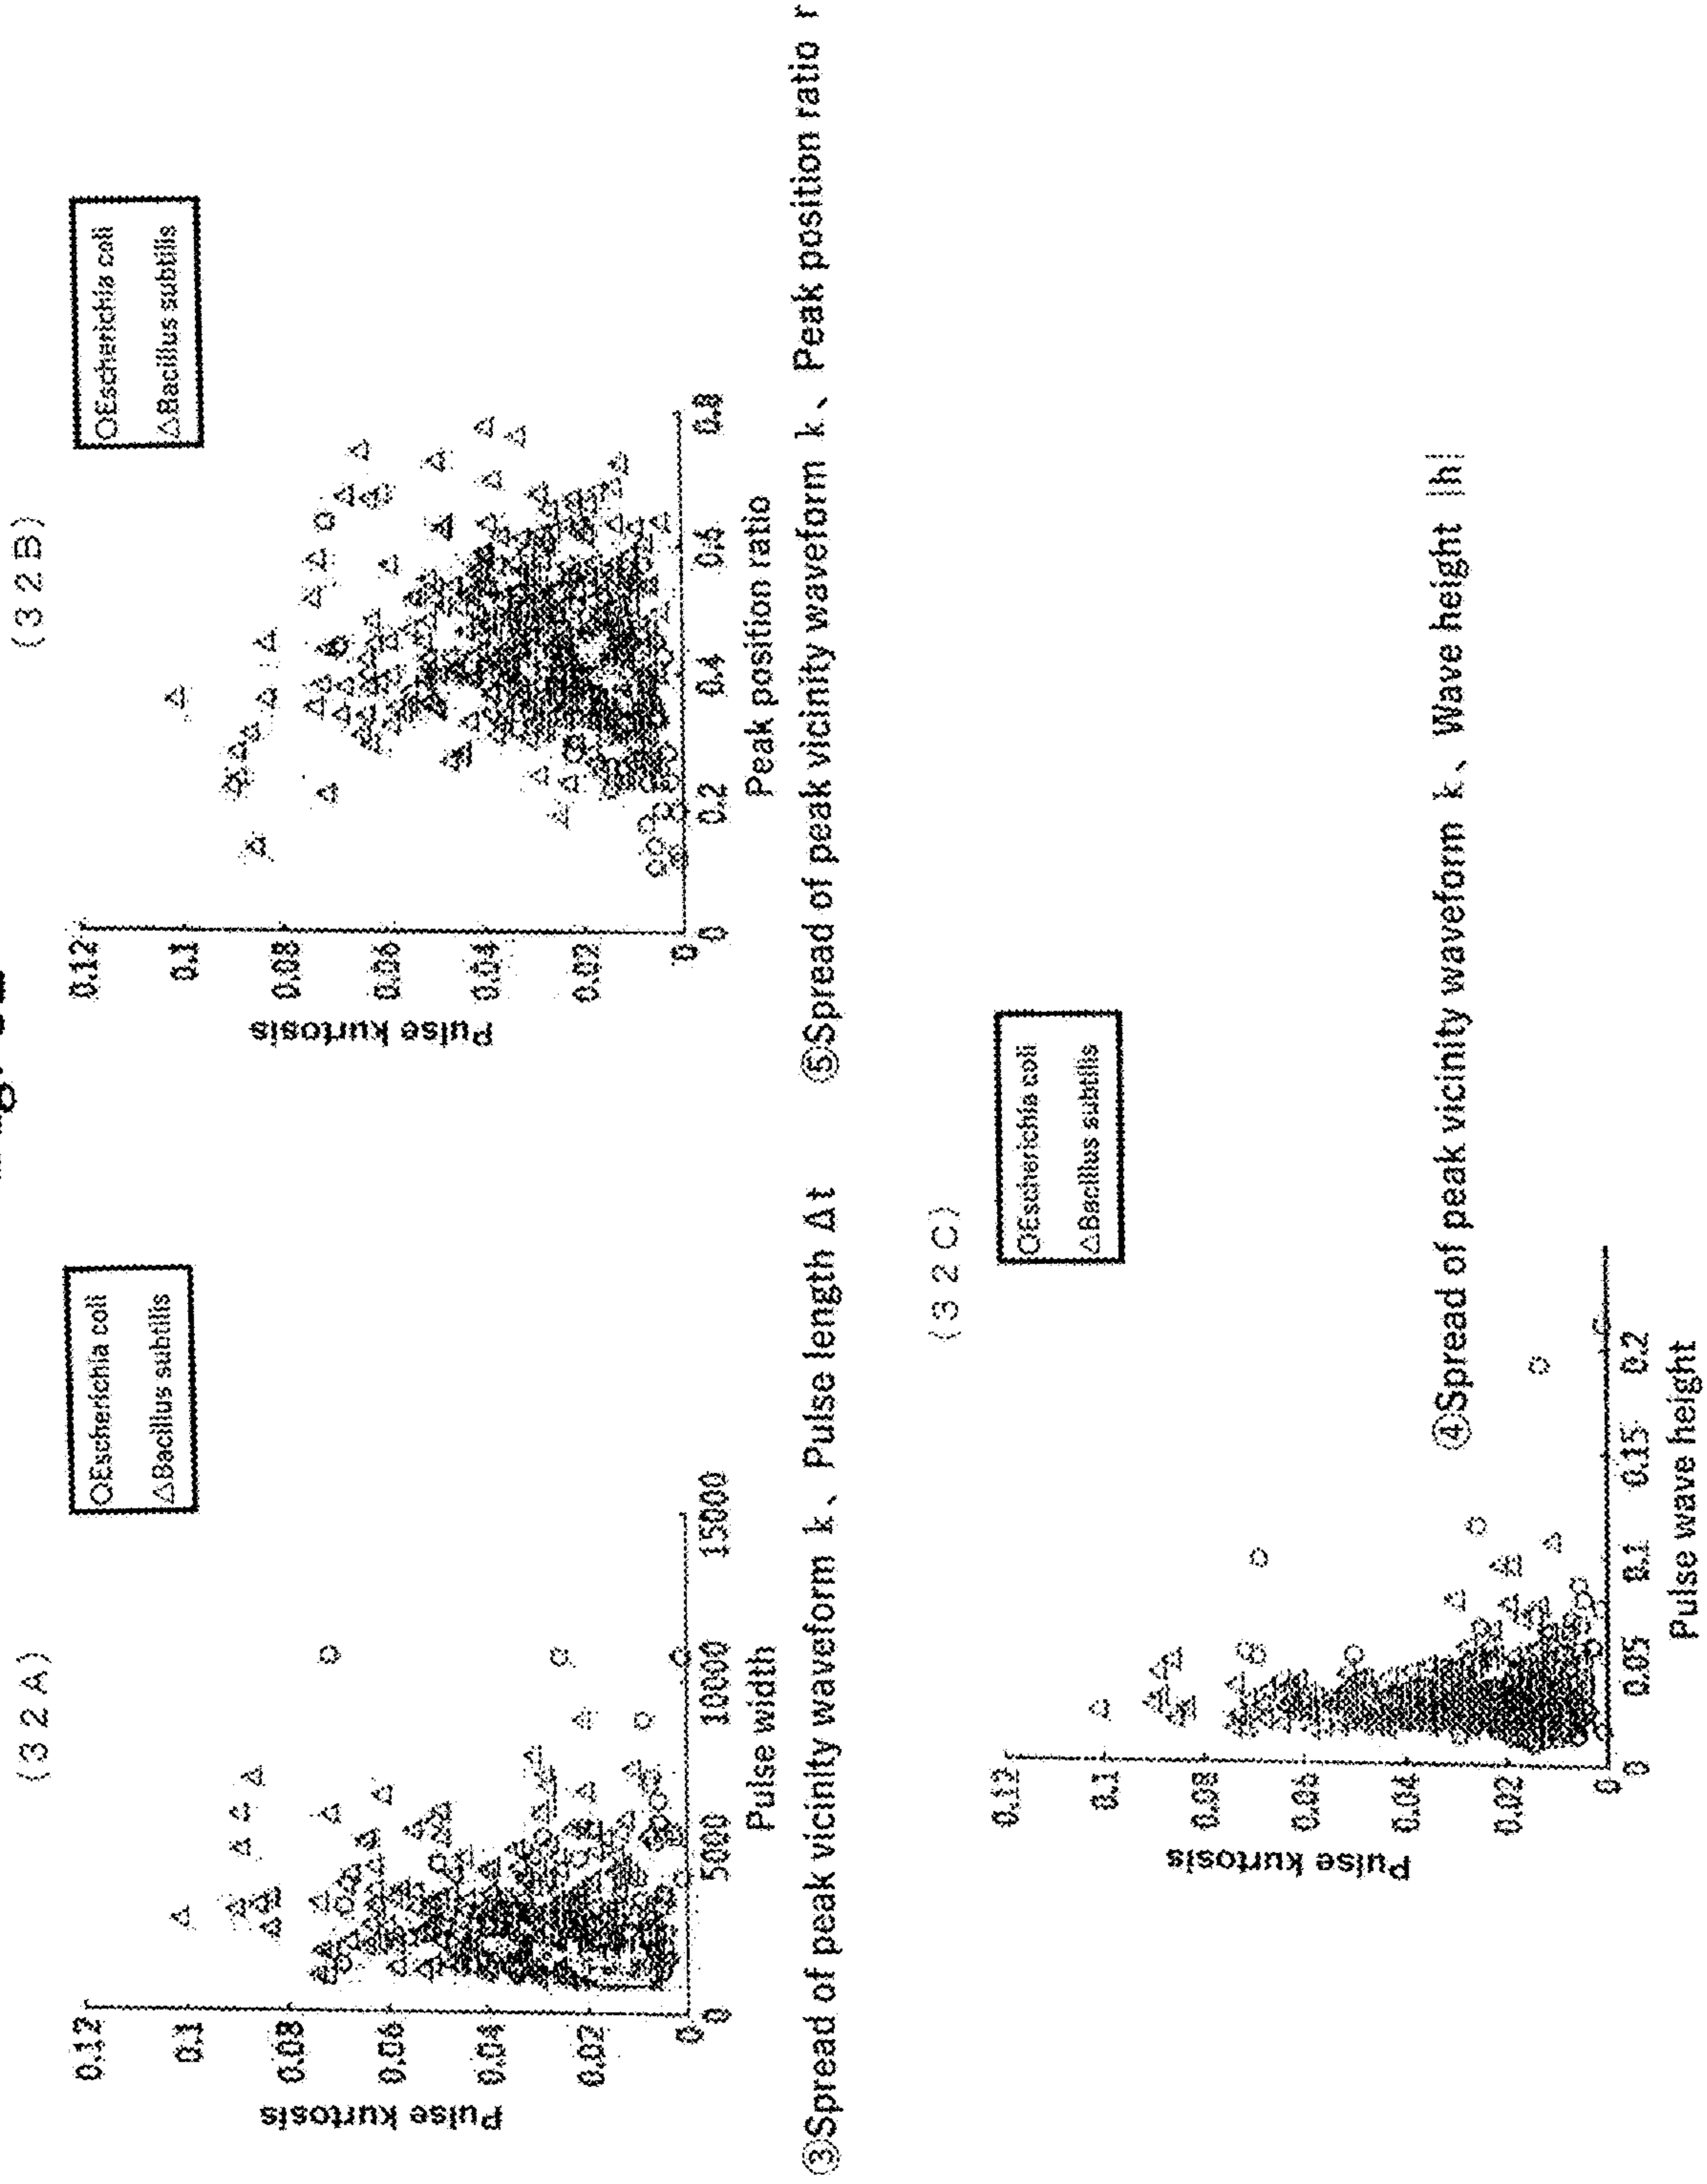 (32A)
○Escherichia coli
△Bacillus subtilis
Pulse kurtosis
0.12
0.1
0.08
0.06
0.04
0.02
0
0
5000
10000
15000
Pulse width
③Spread of peak vicinity waveform k、Pulse length Δt
(32B)
○Escherichia coli
△Bacillus subtilis
Pulse kurtosis
0.12
0.1
0.08
0.06
0.04
0.02
0
0
0.2
0.4
0.6
0.8
Peak position ratio
⑤Spread of peak vicinity waveform k、Peak position ratio r
(32C)
○Escherichia coli
△Bacillus subtilis
Pulse kurtosis
0.12
0.1
0.08
0.06
0.04
0.02
0
0
0.05
0.1
0.15
0.2
Pulse wave height
④Spread of peak vicinity waveform k、Wave height |h|